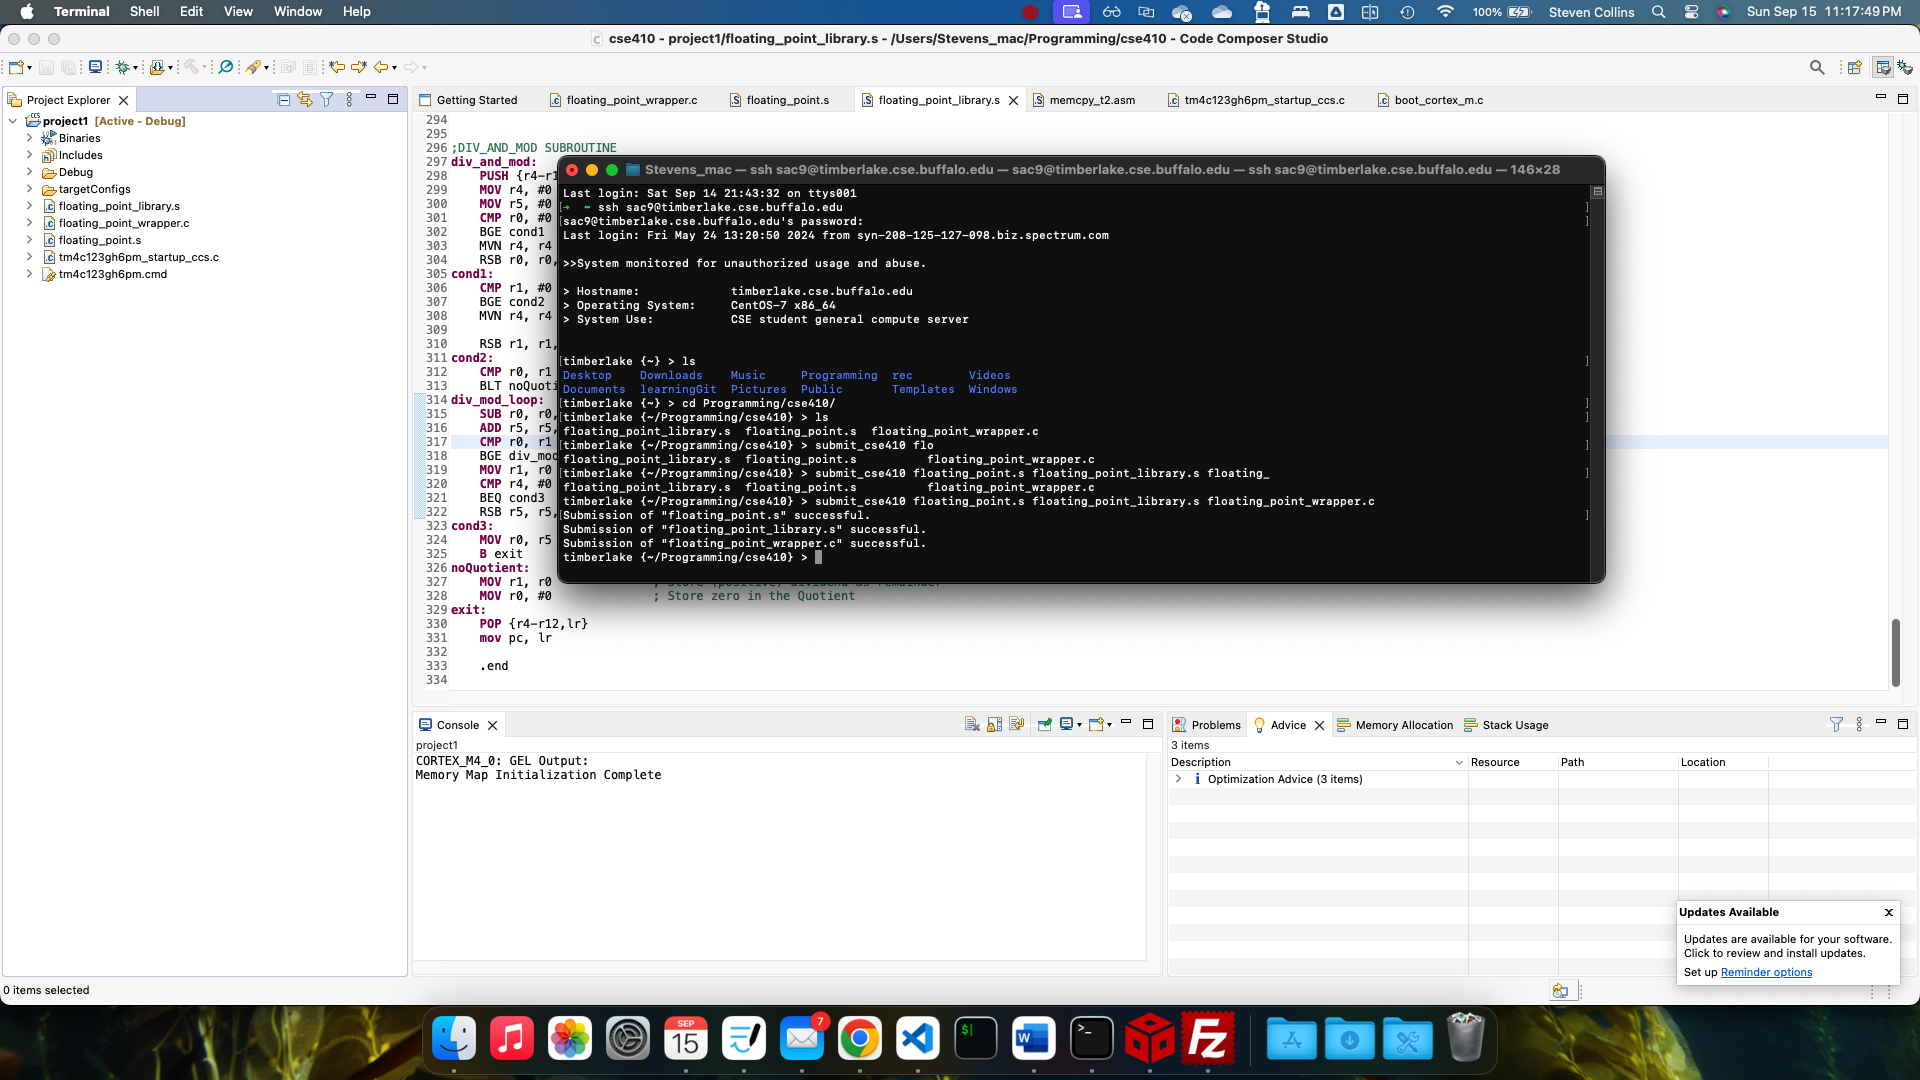 Terminal Shell Edit View Window Help
100% Steven Collins Sun Sep 15 11:17:49 PM
cse410 - project1/floating_point_library.s - /Users/Stevens_mac/Programming/cse410 - Code Composer Studio
Project Explorer
project1 [Active - Debug]
Binaries
Includes
Debug
targetConfigs
floating_point_library.s
floating_point_wrapper.c
floating_point.s
tm4c123gh6pm_startup_ccs.c
tm4c123gh6pm.cmd
Getting Started floating_point_wrapper.c floating_point.s floating_point_library.s memcpy_t2.asm tm4c123gh6pm_startup_ccs.c boot_cortex_m.c
294
295
296 ;DIV_AND_MOD SUBROUTINE
297 div_and_mod:
298 PUSH {r4-r1
299 MOV r4, #0
300 MOV r5, #0
301 CMP r0, #0
302 BGE cond1
303 MVN r4, r4
304 RSB r0, r0,
305 cond1:
306 CMP r1, #0
307 BGE cond2
308 MVN r4, r4
309
310 RSB r1, r1,
311 cond2:
312 CMP r0, r1
313 BLT noQuoti
314 div_mod_loop:
315 SUB r0, r0,
316 ADD r5, r5,
317 CMP r0, r1
318 BGE div_mod
319 MOV r1, r0
320 CMP r4, #0
321 BEQ cond3
322 RSB r5, r5,
323 cond3:
324 MOV r0, r5
325 B exit
326 noQuotient:
327 MOV r1, r0 ; Store (positive) dividend as remainder
328 MOV r0, #0 ; Store zero in the Quotient
329 exit:
330 POP {r4-r12,lr}
331 mov pc, lr
332
333 .end
334
Stevens_mac — ssh sac9@timberlake.cse.buffalo.edu — sac9@timberlake.cse.buffalo.edu — ssh sac9@timberlake.cse.buffalo.edu — 146×28
Last login: Sat Sep 14 21:43:32 on ttys001
[→ ~ ssh sac9@timberlake.cse.buffalo.edu ]
[sac9@timberlake.cse.buffalo.edu's password: ]
Last login: Fri May 24 13:20:50 2024 from syn-208-125-127-098.biz.spectrum.com
>>System monitored for unauthorized usage and abuse.
> Hostname: timberlake.cse.buffalo.edu
> Operating System: CentOS-7 x86_64
> System Use: CSE student general compute server
[timberlake {~} > ls ]
Desktop Downloads Music Programming rec Videos
Documents learningGit Pictures Public Templates Windows
[timberlake {~} > cd Programming/cse410/ ]
[timberlake {~/Programming/cse410} > ls ]
floating_point_library.s floating_point.s floating_point_wrapper.c
[timberlake {~/Programming/cse410} > submit_cse410 flo ]
floating_point_library.s floating_point.s floating_point_wrapper.c
[timberlake {~/Programming/cse410} > submit_cse410 floating_point.s floating_point_library.s floating_ ]
floating_point_library.s floating_point.s floating_point_wrapper.c
timberlake {~/Programming/cse410} > submit_cse410 floating_point.s floating_point_library.s floating_point_wrapper.c
[Submission of "floating_point.s" successful. ]
Submission of "floating_point_library.s" successful.
Submission of "floating_point_wrapper.c" successful.
timberlake {~/Programming/cse410} >
Console
project1
CORTEX_M4_0: GEL Output:
Memory Map Initialization Complete
Problems Advice Memory Allocation Stack Usage
3 items
Description Resource Path Location
Optimization Advice (3 items)
Updates Available
Updates are available for your software.
Click to review and install updates.
Set up Reminder options
0 items selected
SEP
15
7